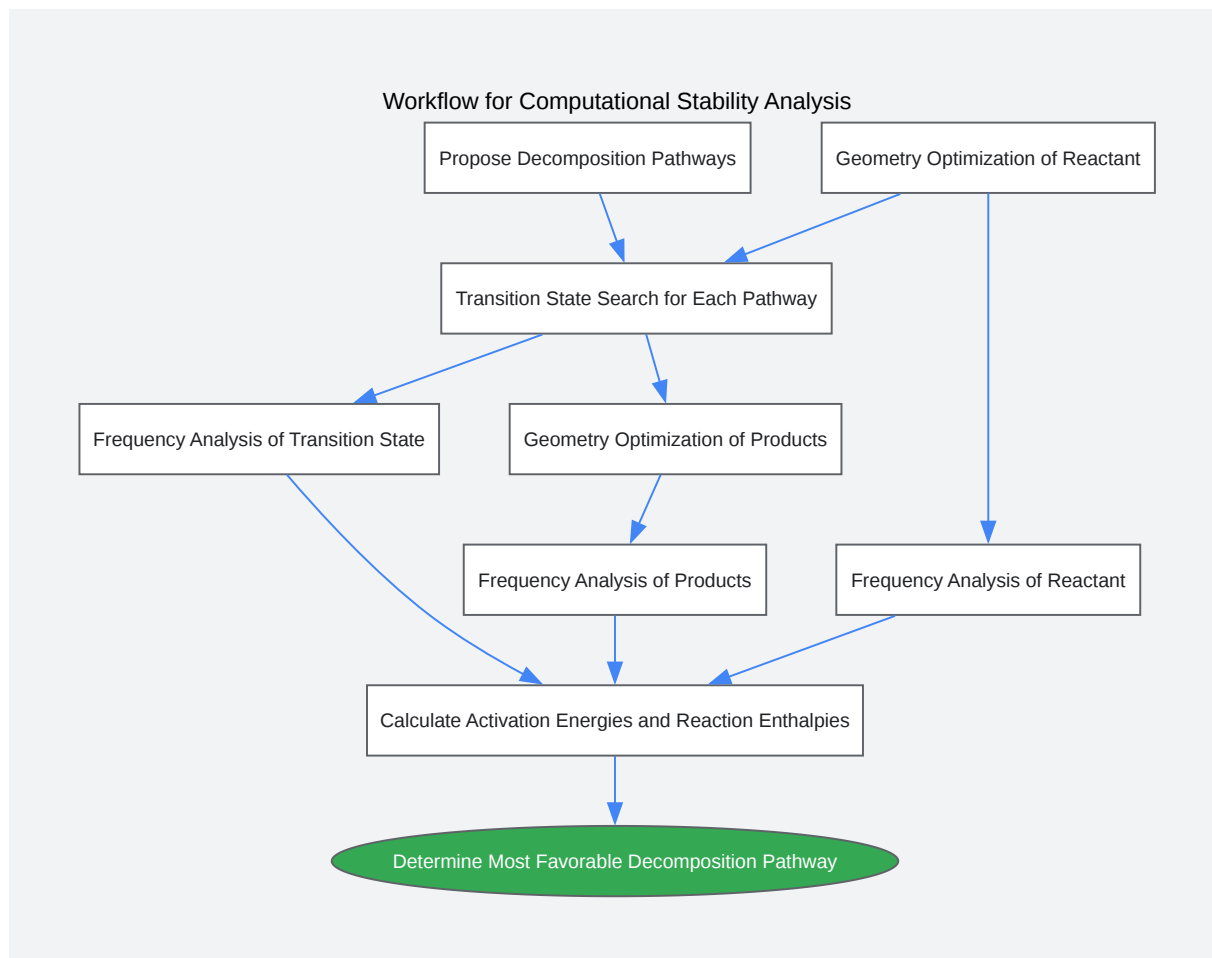 Workflow for Computational Stability Analysis
Propose Decomposition Pathways
Geometry Optimization of Reactant
Transition State Search for Each Pathway
Frequency Analysis of Transition State
Geometry Optimization of Products
Frequency Analysis of Products
Frequency Analysis of Reactant
Calculate Activation Energies and Reaction Enthalpies
Determine Most Favorable Decomposition Pathway